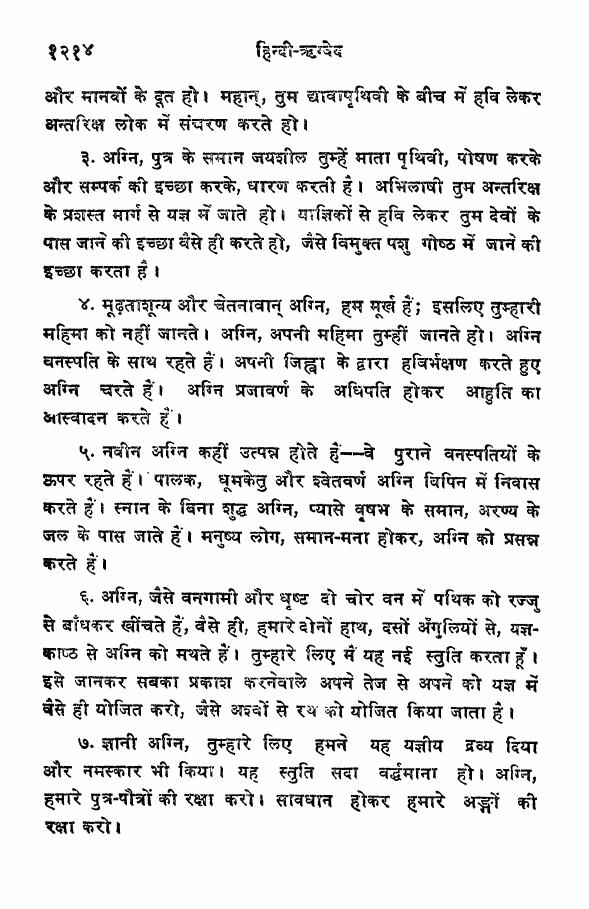 १२१४ हिन्दी-ऋग्वेद
और मानवों के दूत हो। महान्, तुम द्यावापृथिवी के बीच में हवि लेकर
अन्तरिक्ष लोक में संचरण करते हो।
३. अग्नि, पुत्र के समान जयशील तुम्हें माता पृथिवी, पोषण करके
और सम्पर्क की इच्छा करके, धारण करती है। अभिलाषी तुम अन्तरिक्ष
के प्रशस्त मार्ग से यज्ञ में जाते हो। याज्ञिकों से हवि लेकर तुम देवों के
पास जाने की इच्छा वैसे ही करते हो, जैसे विमुक्त पशु गोष्ठ में जाने की
इच्छा करता है।
४. मूढ़ताशून्य और चेतनावान् अग्नि, हम मूर्ख हैं; इसलिए तुम्हारी
महिमा को नहीं जानते। अग्नि, अपनी महिमा तुम्हीं जानते हो। अग्नि
वनस्पति के साथ रहते हैं। अपनी जिह्वा के द्वारा हविर्भक्षण करते हुए
अग्नि चरते हैं। अग्नि प्रजावर्ण के अधिपति होकर आहुति का
आस्वादन करते हैं।
५. नवीन अग्नि कहीं उत्पन्न होते हैं--वे पुराने वनस्पतियों के
ऊपर रहते हैं। पालक, धूमकेतु और श्वेतवर्ण अग्नि विपिन में निवास
करते हैं। स्नान के बिना शुद्ध अग्नि, प्यासे वृषभ के समान, अरण्य के
जल के पास जाते हैं। मनुष्य लोग, समान-मना होकर, अग्नि को प्रसन्न
करते हैं।
६. अग्नि, जैसे वनगामी और धृष्ट दो चोर वन में पथिक को रज्जु
से बाँधकर खींचते हैं, वैसे ही, हमारे दोनों हाथ, दसों अँगुलियों से, यज्ञ-
काष्ठ से अग्नि को मथते हैं। तुम्हारे लिए मैं यह नई स्तुति करता हूँ।
इसे जानकर सबका प्रकाश करनेवाले अपने तेज से अपने को यज्ञ में
वैसे ही योजित करो, जैसे अश्वों से रथ को योजित किया जाता है।
७. ज्ञानी अग्नि, तुम्हारे लिए हमने यह यज्ञीय द्रव्य दिया
और नमस्कार भी किया। यह स्तुति सदा वर्द्धमाना हो। अग्नि,
हमारे पुत्र-पौत्रों की रक्षा करो। सावधान होकर हमारे अङ्गों की
रक्षा करो।